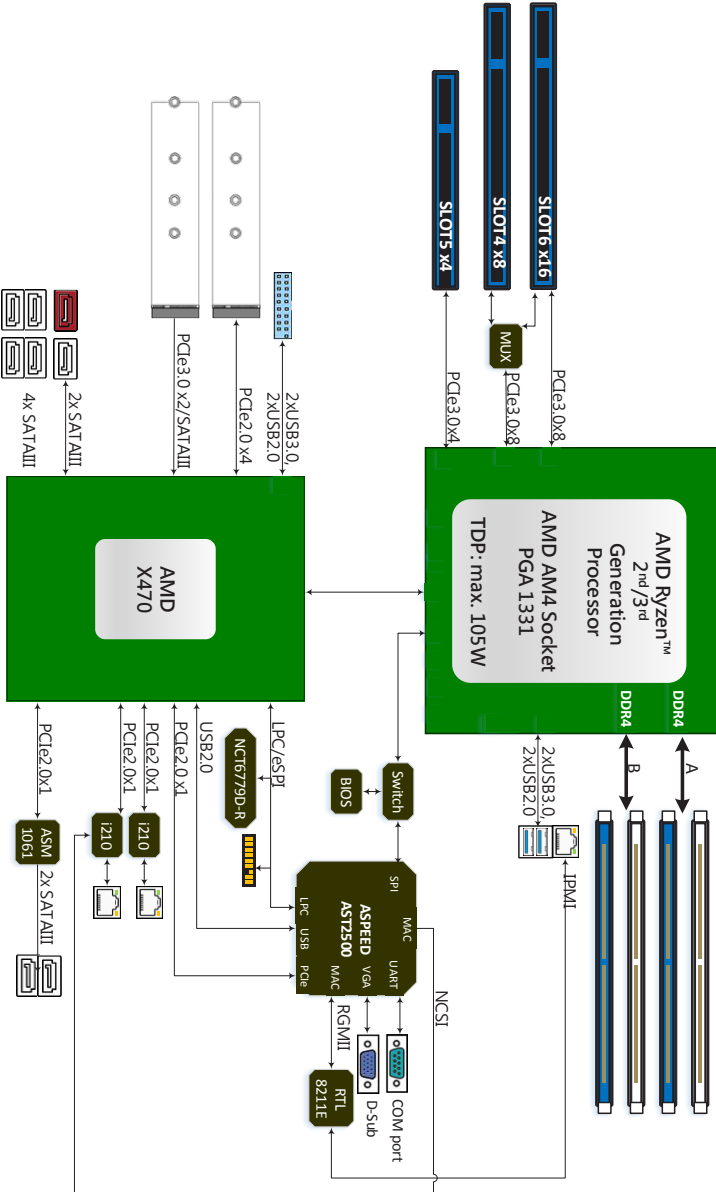 SLOT6 x16
SLOT4 x8
SLOT5 x4
MUX
PCIe3.0x8
PCIe3.0x8
PCIe3.0x4
AMD Ryzen™
2nd/3rd
Generation
Processor
AMD AM4 Socket
PGA 1331
TDP: max. 105W
DDR4
DDR4
A
B
2xUSB3.0,
2xUSB2.0
IPMI
2xUSB3.0,
2xUSB2.0
PCIe2.0 x4
PCIe3.0 x2/SATAIII
2x SATAIII
4x SATAIII
AMD
X470
Switch
BIOS
LPC/eSPI
NCT6779D-R
USB2.0
PCIe2.0 x1
PCIe2.0x1
PCIe2.0x1
PCIe2.0x1
i210
i210
ASM
1061
2x SATAIII
ASPEED
AST2500
SPI
MAC
UART
VGA
MAC
LPC
USB
PCIe
NCSI
RGMII
COM port
D-Sub
RTL
8211E